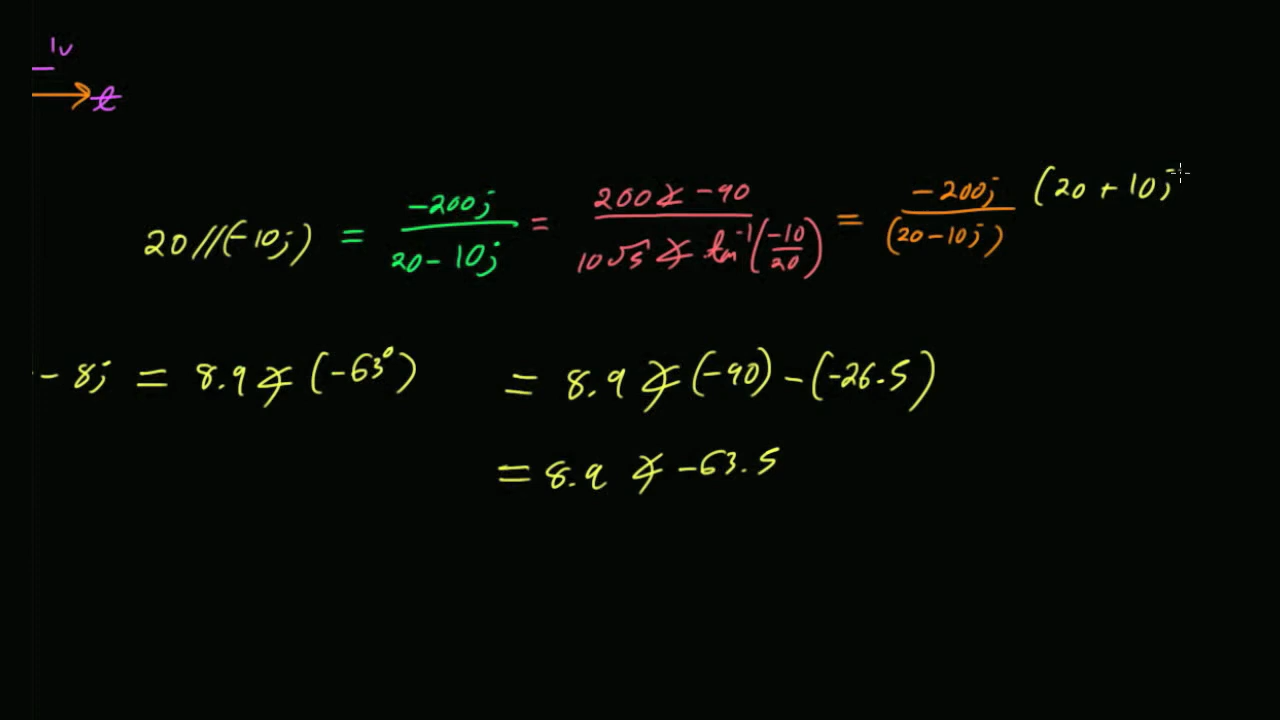 1v
t
20//(-10j) = -200j / 20 - 10j = 200∠-90 / 10√5 ∠ tan⁻¹(-10/20) = -200j / (20-10j) (20 + 10j
- 8j = 8.9∠(-63°) = 8.9∠(-90) - (-26.5)
= 8.9 ∠ -63.5